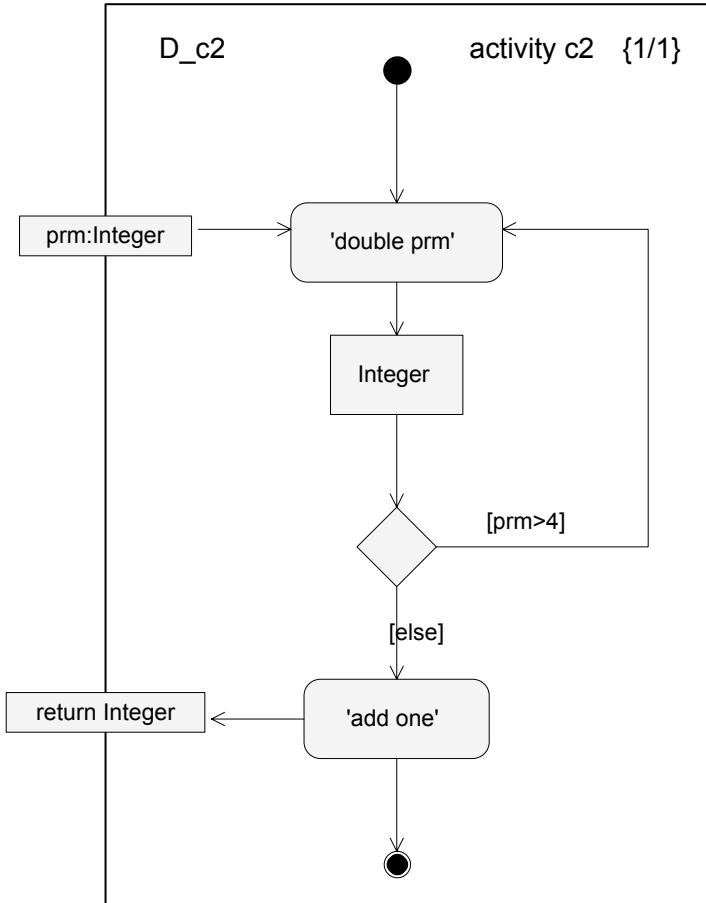 D_c2
activity c2 {1/1}
prm:Integer
'double prm'
Integer
[prm>4]
[else]
return Integer
'add one'